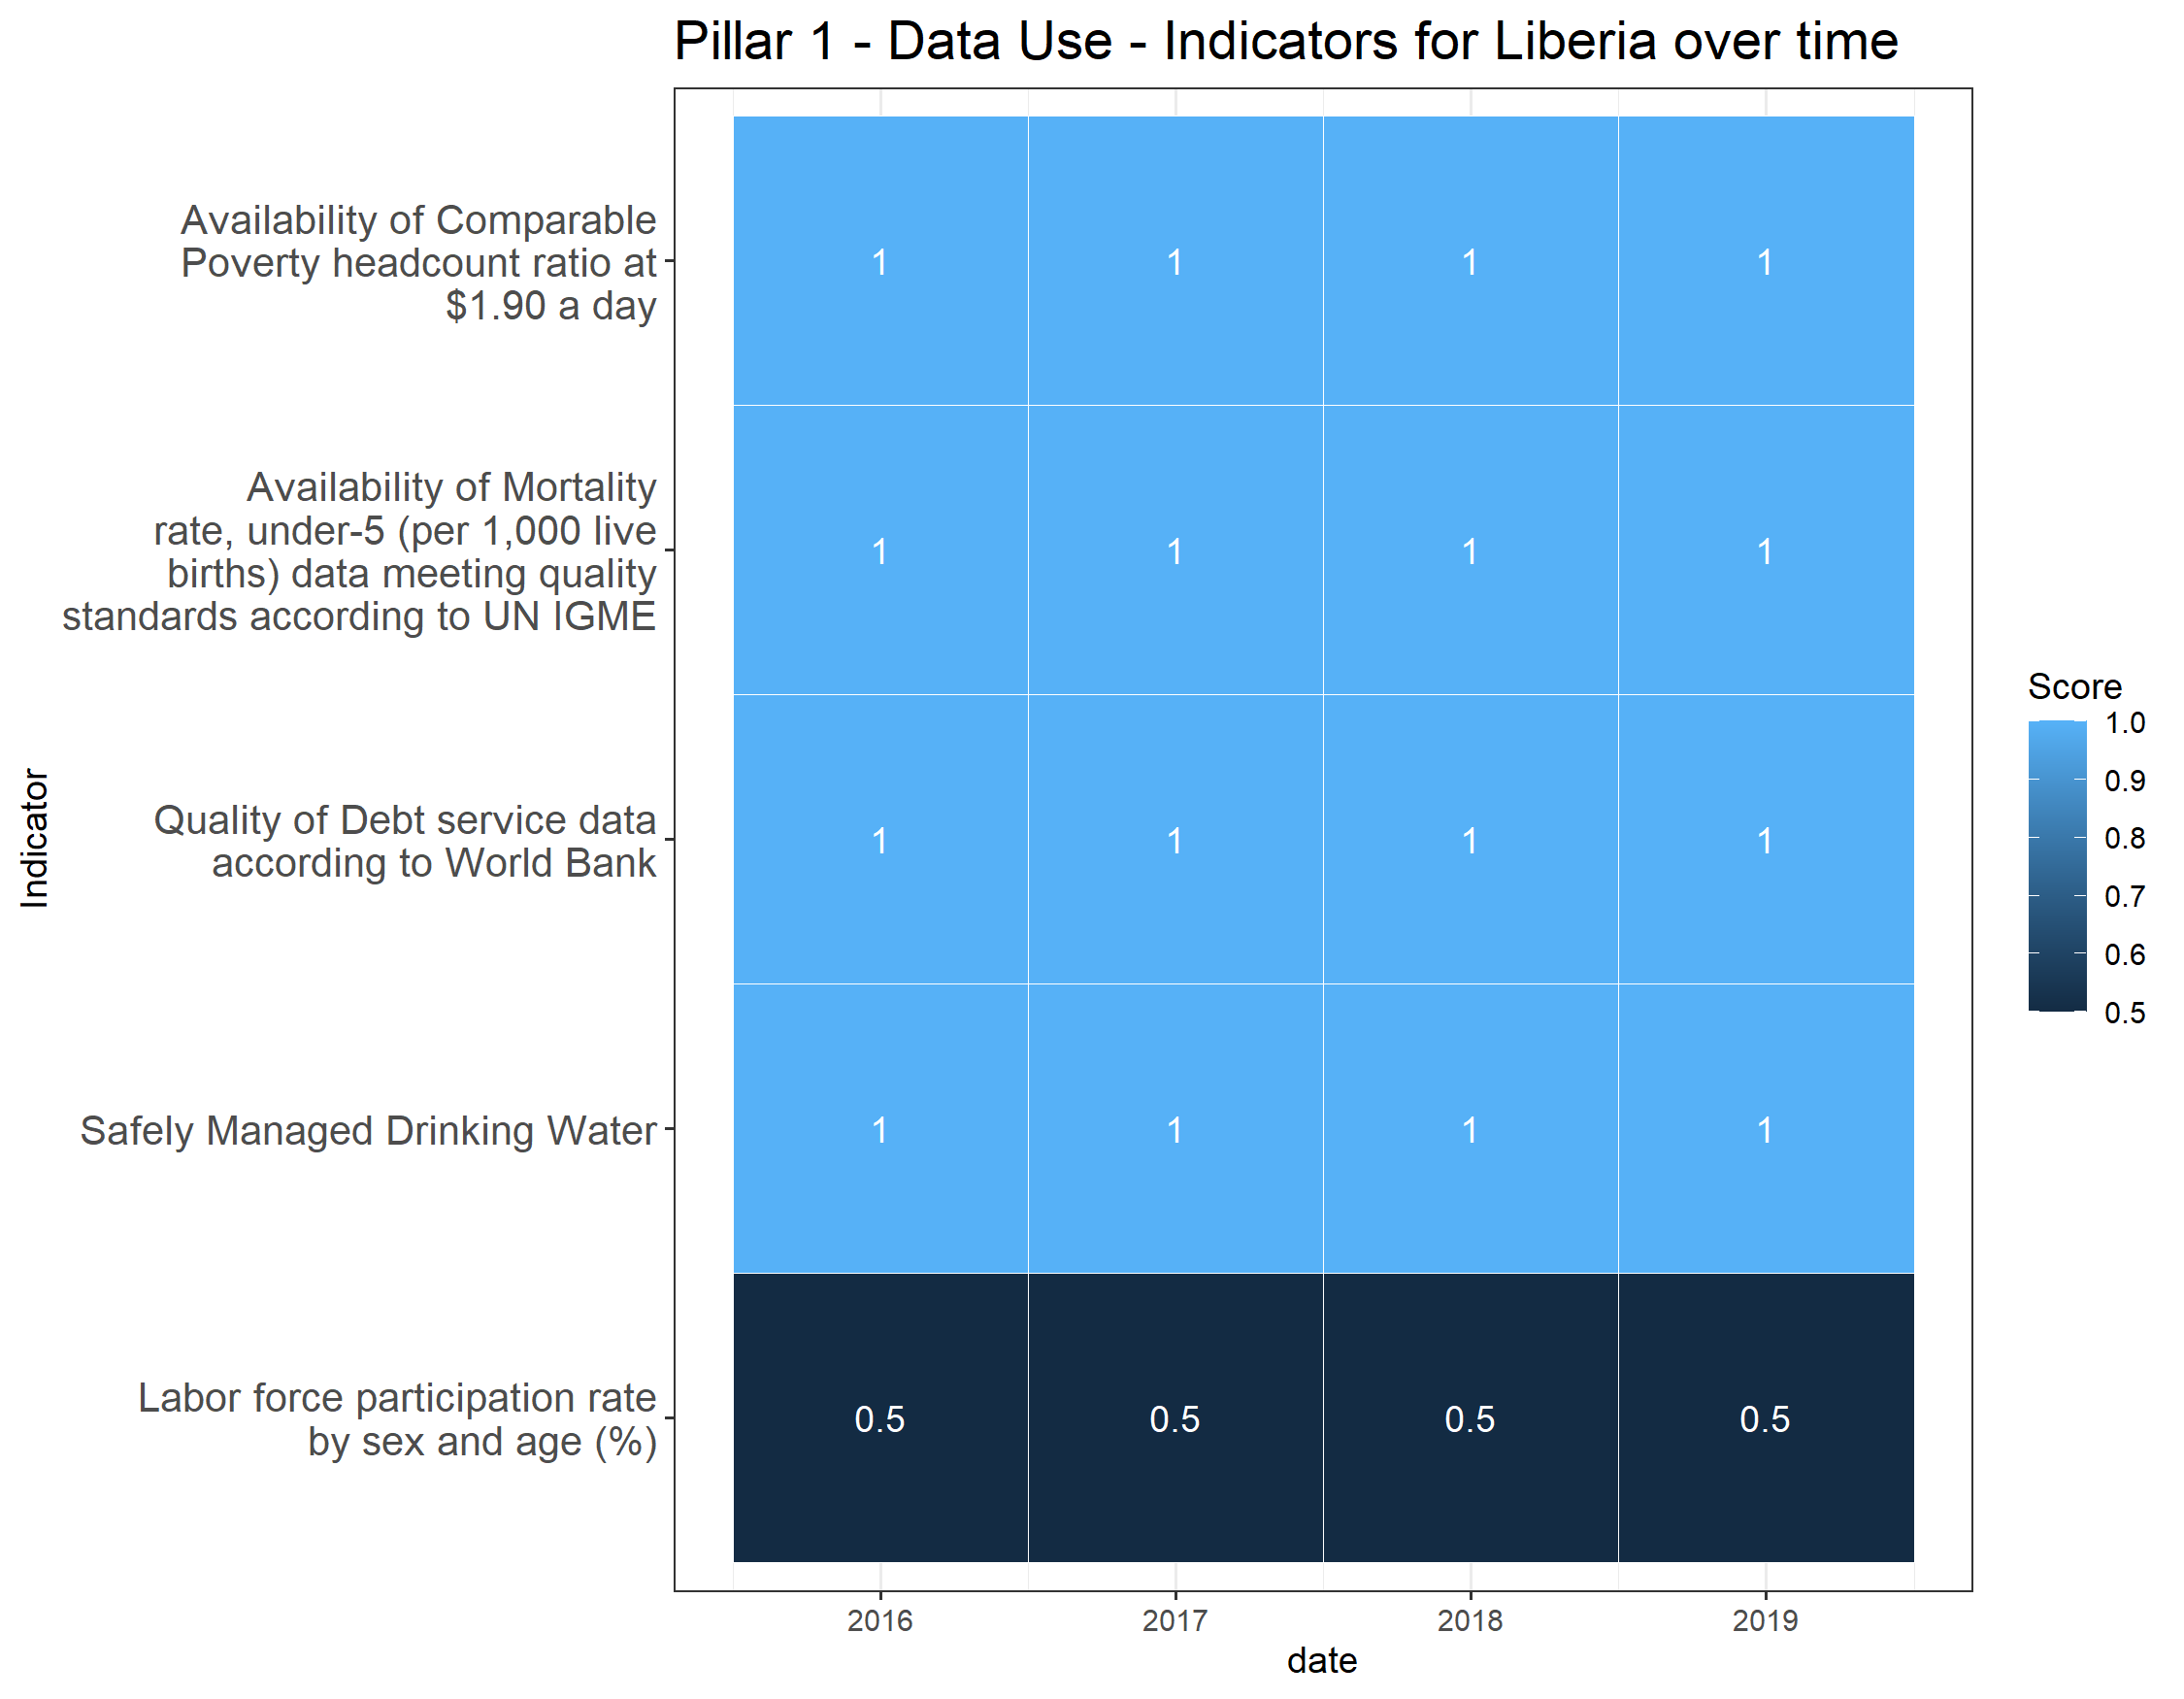 Pillar 1 - Data Use - Indicators for Liberia over time
Indicator
Availability of Comparable
Poverty headcount ratio at
$1.90 a day
1 1 1 1
Availability of Mortality
rate, under-5 (per 1,000 live
births) data meeting quality
standards according to UN IGME
1 1 1 1
Quality of Debt service data
according to World Bank
1 1 1 1
Safely Managed Drinking Water
1 1 1 1
Labor force participation rate
by sex and age (%)
0.5 0.5 0.5 0.5
2016 2017 2018 2019
date
Score
1.0
0.9
0.8
0.7
0.6
0.5